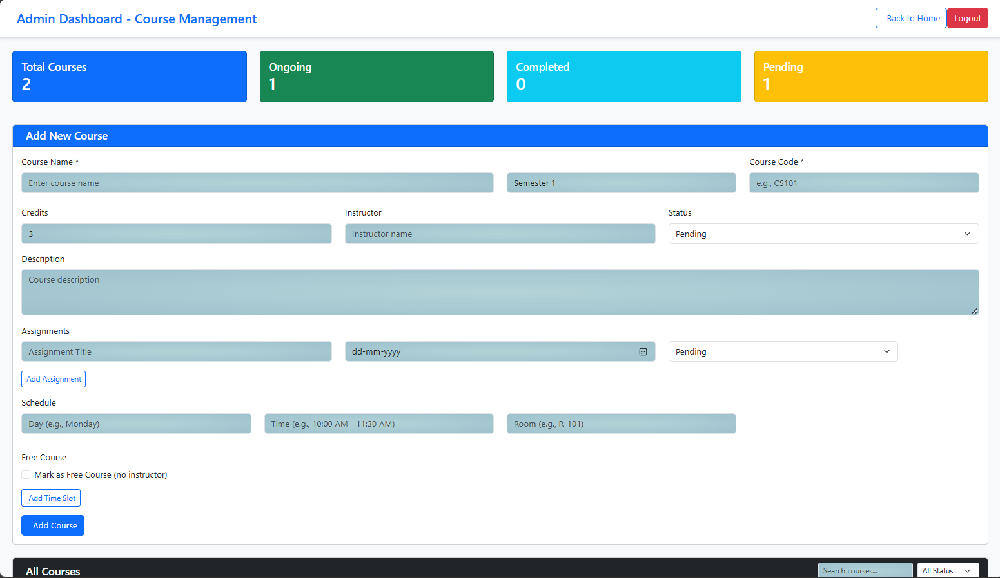 Admin Dashboard - Course Management
Back to Home
Logout
Total Courses
2
Ongoing
1
Completed
0
Pending
1
Add New Course
Course Name *
Course Code *
Enter course name
Semester 1
e.g., CS101
Credits
Instructor
Status
3
Instructor name
Pending
Description
Course description
Assignments
Assignment Title
dd-mm-yyyy
Pending
Add Assignment
Schedule
Day (e.g., Monday)
Time (e.g., 10:00 AM - 11:30 AM)
Room (e.g., R-101)
Free Course
Mark as Free Course (no instructor)
Add Time Slot
Add Course
All Courses
Search courses...
All Status